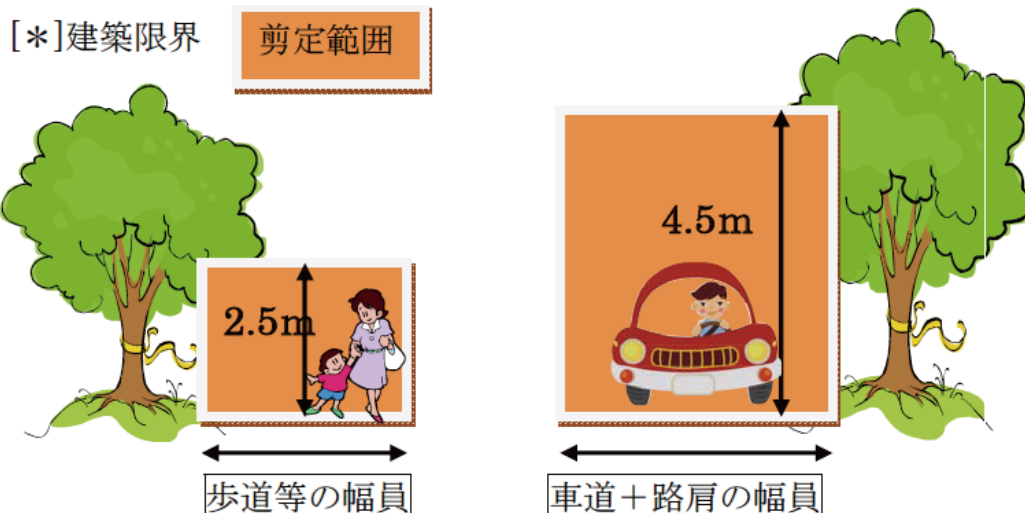 [＊]建築限界
剪定範囲
4.5m
2.5m
歩道等の幅員
車道＋路肩の幅員